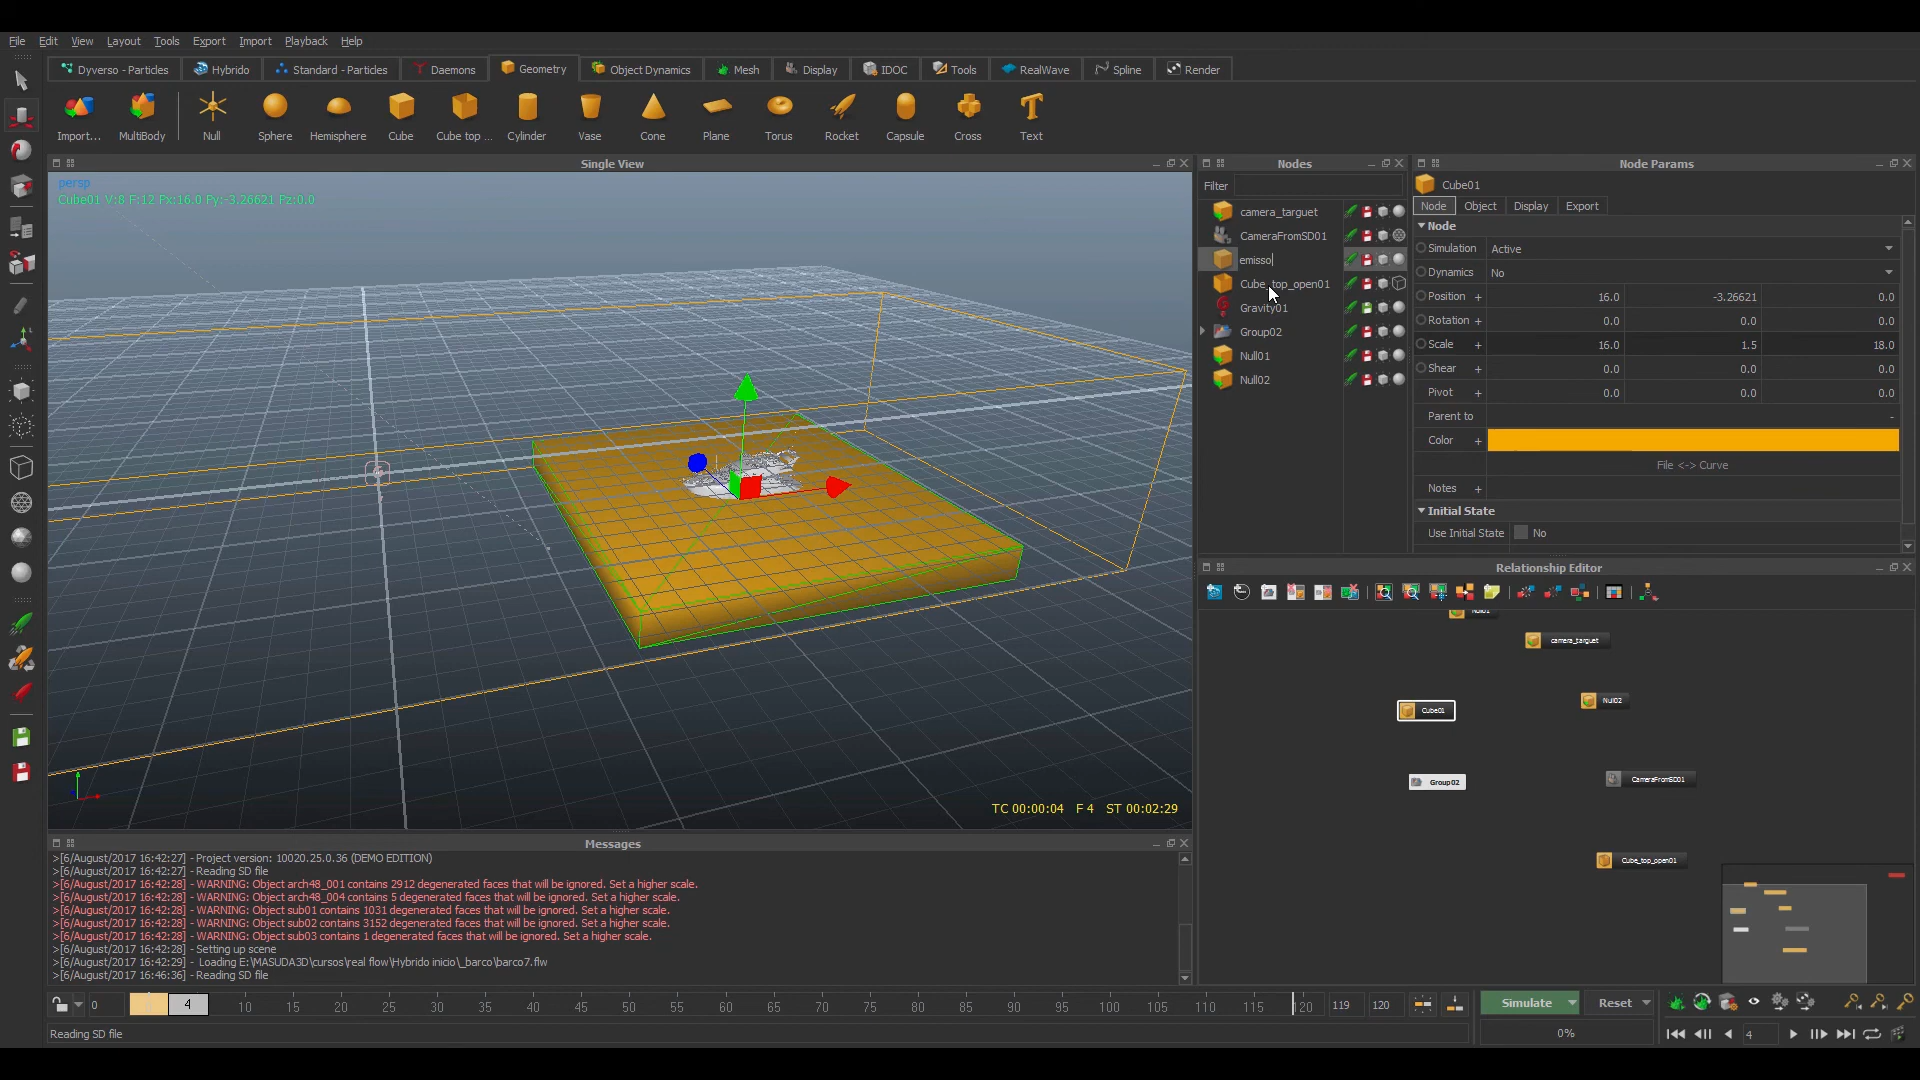 File Edit View Layout Tools Export Import Playback Help
Dyverso - Particles Hybrido Standard - Particles Daemons Geometry Object Dynamics Mesh Display IDOC Tools RealWave Spline Render
Import... MultiBody Null Sphere Hemisphere Cube Cube top ... Cylinder Vase Cone Plane Torus Rocket Capsule Cross Text
Single View
persp
Cube01 V:8 F:12 Px:16.0 Py:-3.26621 Pz:0.0
TC 00:00:04 F 4 ST 00:02:29
Nodes
Filter
camera_targuet
CameraFromSD01
emisso
Cube_top_open01
Gravity01
Group02
Null01
Null02
Node Params
Cube01
Node Object Display Export
Node
Simulation Active
Dynamics No
Position + 16.0 -3.26621 0.0
Rotation + 0.0 0.0 0.0
Scale + 16.0 1.5 18.0
Shear + 0.0 0.0 0.0
Pivot + 0.0 0.0 0.0
Parent to -
Color +
File <-> Curve
Notes +
Initial State
Use Initial State No
Relationship Editor
Null01
camera_targuet
Null02
Cube01
CameraFromSD01
Group02
Cube_top_open01
Messages
>[6/August/2017 16:42:27] - Project version: 10020.25.0.36 (DEMO EDITION)
>[6/August/2017 16:42:27] - Reading SD file
>[6/August/2017 16:42:28] - WARNING: Object arch48_001 contains 2912 degenerated faces that will be ignored. Set a higher scale.
>[6/August/2017 16:42:28] - WARNING: Object arch48_004 contains 5 degenerated faces that will be ignored. Set a higher scale.
>[6/August/2017 16:42:28] - WARNING: Object sub01 contains 1031 degenerated faces that will be ignored. Set a higher scale.
>[6/August/2017 16:42:28] - WARNING: Object sub02 contains 3152 degenerated faces that will be ignored. Set a higher scale.
>[6/August/2017 16:42:28] - WARNING: Object sub03 contains 1 degenerated faces that will be ignored. Set a higher scale.
>[6/August/2017 16:42:28] - Setting up scene
>[6/August/2017 16:42:29] - Loading E:\MASUDA3D\cursos\real flow\Hybrido inicio\_barco\barco7.flw
>[6/August/2017 16:46:36] - Reading SD file
0 4 10 15 20 25 30 35 40 45 50 55 60 65 70 75 80 85 90 95 100 105 110 115 120 119 120
Simulate Reset
Reading SD file
0%
4